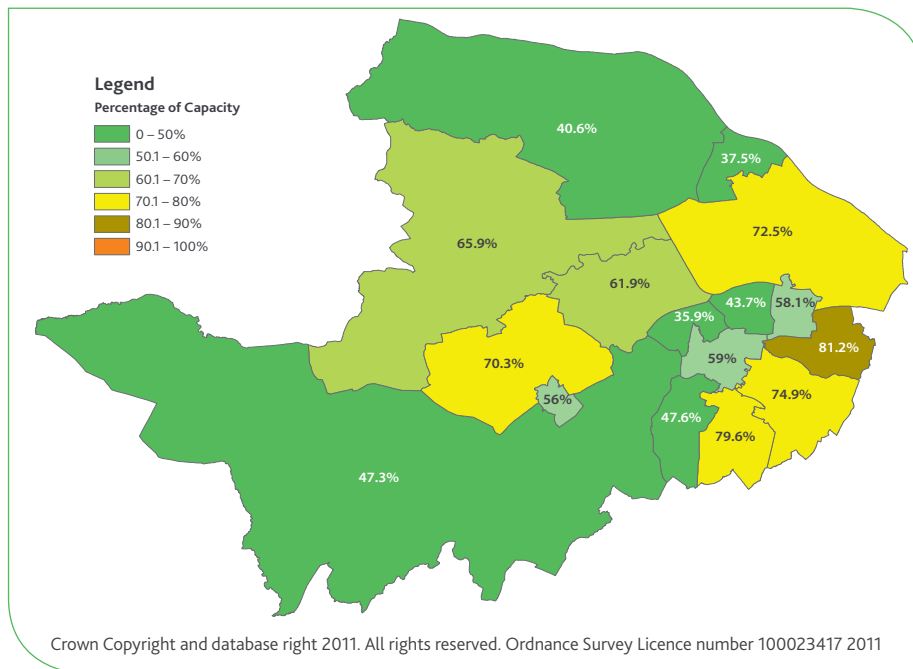 Legend
Percentage of Capacity
0 – 50%
50.1 – 60%
60.1 – 70%
70.1 – 80%
80.1 – 90%
90.1 – 100%
40.6%
37.5%
72.5%
65.9%
61.9%
43.7%
58.1%
35.9%
81.2%
59%
70.3%
74.9%
56%
47.6%
79.6%
47.3%
Crown Copyright and database right 2011. All rights reserved. Ordnance Survey Licence number 100023417 2011